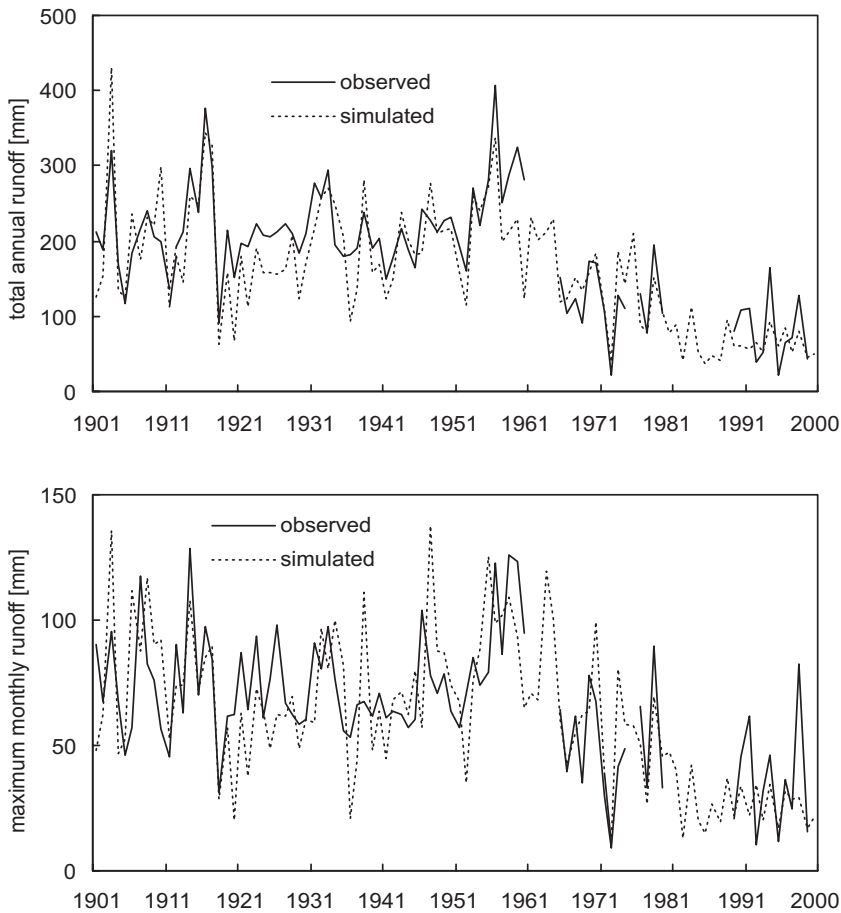 500
400
300
200
100
0
total annual runoff [mm]
observed
simulated
1901 1911 1921 1931 1941 1951 1961 1971 1981 1991 2000
150
100
50
0
maximum monthly runoff [mm]
observed
simulated
1901 1911 1921 1931 1941 1951 1961 1971 1981 1991 2000